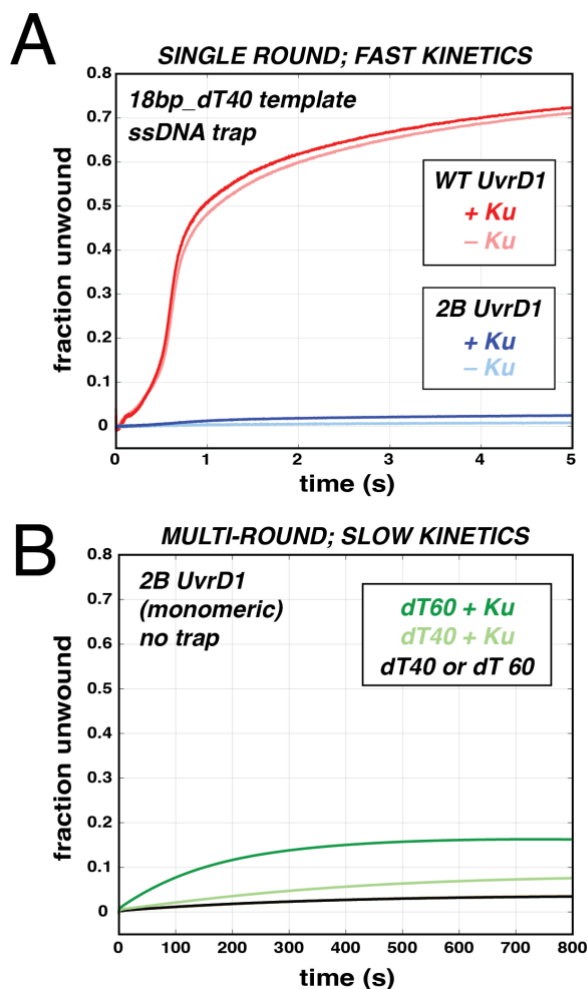 A
SINGLE ROUND; FAST KINETICS
0.8
0.7
0.6
0.5
0.4
0.3
0.2
0.1
0
fraction unwound
18bp_dT40 template
ssDNA trap
WT UvrD1
+ Ku
– Ku
2B UvrD1
+ Ku
– Ku
0 1 2 3 4 5
time (s)
B
MULTI-ROUND; SLOW KINETICS
0.8
0.7
0.6
0.5
0.4
0.3
0.2
0.1
0
fraction unwound
2B UvrD1
(monomeric)
no trap
dT60 + Ku
dT40 + Ku
dT40 or dT 60
0 100 200 300 400 500 600 700 800
time (s)